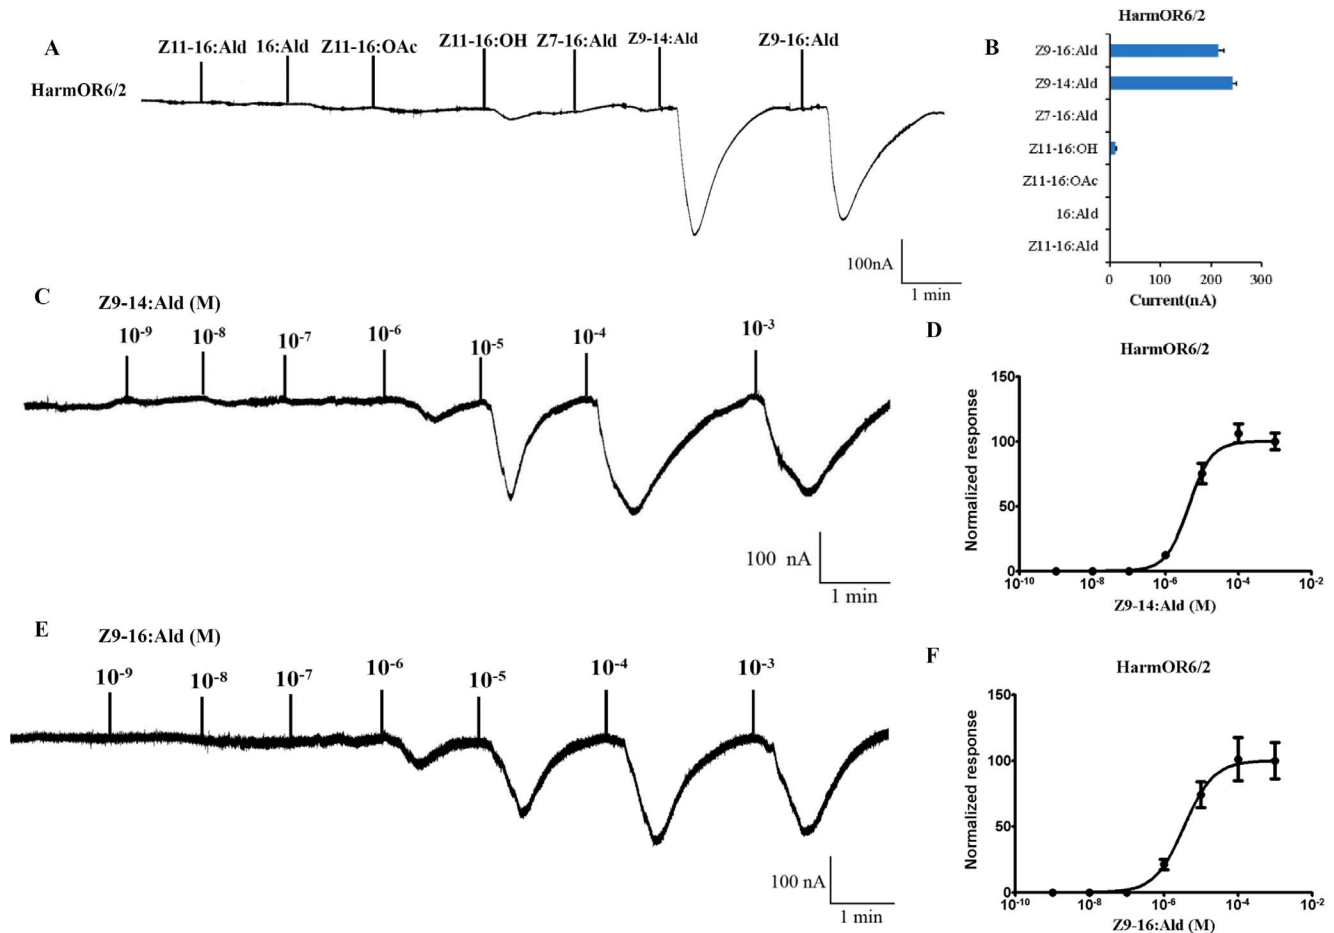 A
Z11-16:Ald 16:Ald Z11-16:OAc Z11-16:OH Z7-16:Ald Z9-14:Ald Z9-16:Ald
HarmOR6/2
100nA
1 min
B
HarmOR6/2
Z9-16:Ald
Z9-14:Ald
Z7-16:Ald
Z11-16:OH
Z11-16:OAc
16:Ald
Z11-16:Ald
0 100 200 300
Current(nA)
C
Z9-14:Ald (M)
10-9 10-8 10-7 10-6 10-5 10-4 10-3
100 nA
1 min
D
HarmOR6/2
Normalized response
150
100
50
0
10-10 10-8 10-6 10-4 10-2
Z9-14:Ald (M)
E
Z9-16:Ald (M)
10-9 10-8 10-7 10-6 10-5 10-4 10-3
100 nA
1 min
F
HarmOR6/2
Normalized response
150
100
50
0
10-10 10-8 10-6 10-4 10-2
Z9-16:Ald (M)